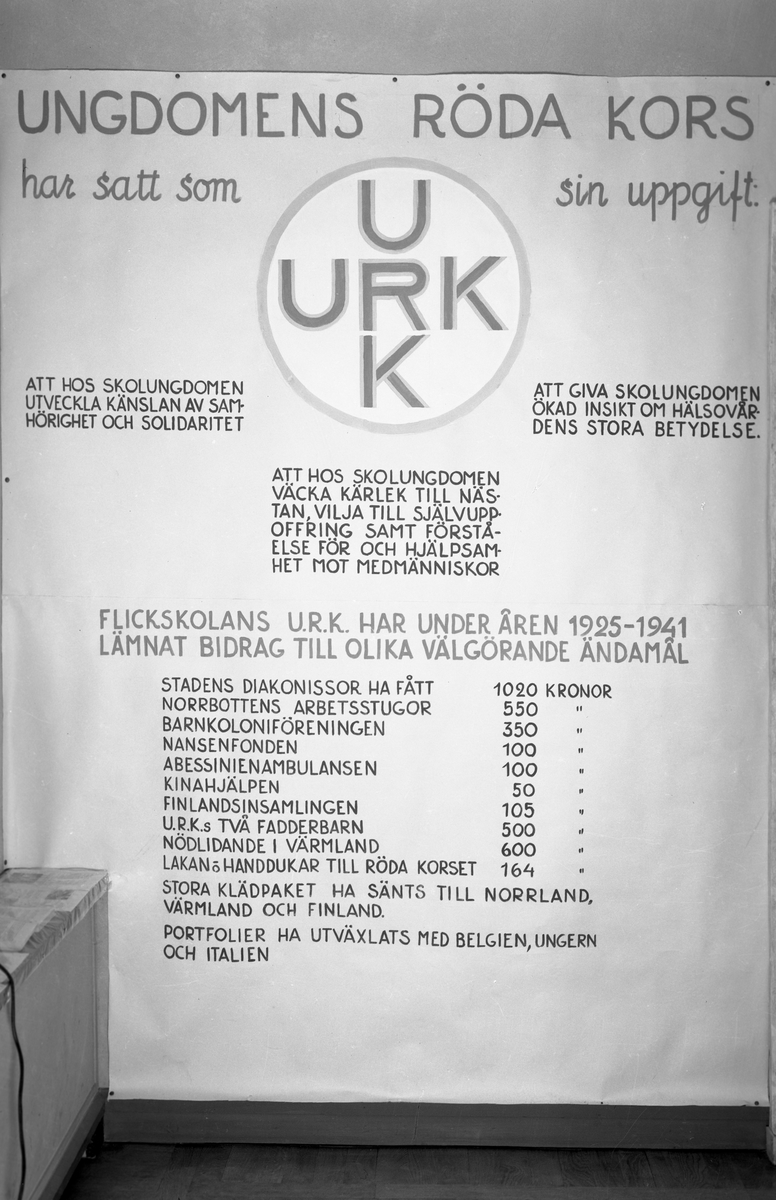 UNGDOMENS RÖDA KORS
har satt som sin uppgift:
U
URK
K
ATT HOS SKOLUNGDOMEN
UTVECKLA KÄNSLAN AV SAM-
HÖRIGHET OCH SOLIDARITET
ATT GIVA SKOLUNGDOMEN
ÖKAD INSIKT OM HÄLSOVÅR-
DENS STORA BETYDELSE.
ATT HOS SKOLUNGDOMEN
VÄCKA KÄRLEK TILL NÄS-
TAN, VILJA TILL SJÄLVUPP-
OFFRING SAMT FÖRSTÅ-
ELSE FÖR OCH HJÄLPSAM-
HET MOT MEDMÄNNISKOR
FLICKSKOLANS U.R.K. HAR UNDER ÅREN 1925-1941
LÄMNAT BIDRAG TILL OLIKA VÄLGÖRANDE ÄNDAMÅL
STADENS DIAKONISSOR HA FÅTT 1020 KRONOR
NORRBOTTENS ARBETSSTUGOR 550 "
BARNKOLONIFÖRENINGEN 350 "
NANSENFONDEN 100 "
ABESSINIENAMBULANSEN 100 "
KINAHJÄLPEN 50 "
FINLANDSINSAMLINGEN 105 "
U.R.K.s TVÅ FADDERBARN 500 "
NÖDLIDANDE I VÄRMLAND 600 "
LAKAN ö HANDDUKAR TILL RÖDA KORSET 164 "
STORA KLÄDPAKET HA SÄNTS TILL NORRLAND,
VÄRMLAND OCH FINLAND.
PORTFOLIER HA UTVÄXLATS MED BELGIEN, UNGERN
OCH ITALIEN